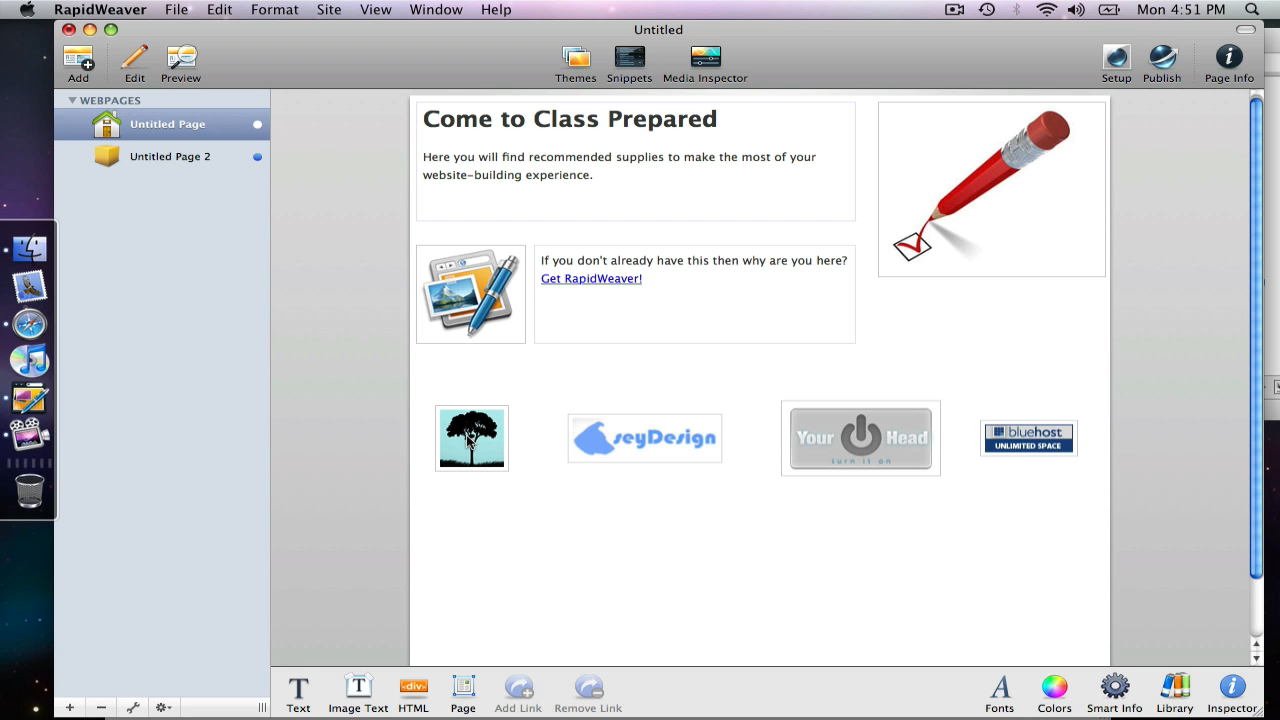 RapidWeaver File Edit Format Site View Window Help Mon 4:51 PM
Untitled
Add Edit Preview Themes Snippets Media Inspector Setup Publish Page Info
WEBPAGES
Untitled Page
Untitled Page 2
Come to Class Prepared
Here you will find recommended supplies to make the most of your
website-building experience.
If you don't already have this then why are you here?
Get RapidWeaver!
seyDesign
Your Head
turn it on
bluehost
UNLIMITED SPACE
Text Image Text HTML Page Add Link Remove Link Fonts Colors Smart Info Library Inspector
<div>
T